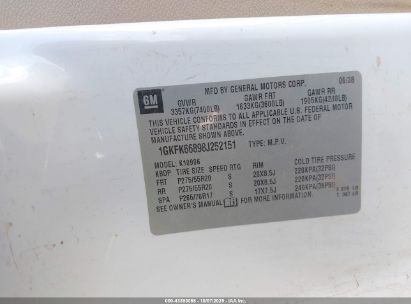 MFD BY GENERAL MOTORS CORP. 06/08
GM
GVWR GAWR FRT GAWR RR
3357KG(7400LB) 1633KG(3600LB) 1905KG(4200LB)
THIS VEHICLE CONFORMS TO ALL APPLICABLE U.S. FEDERAL MOTOR
VEHICLE SAFETY AND THEFT PREVENTION STANDARDS
IN EFFECT ON THE DATE OF
MANUFACTURE SHOWN ABOVE.
1GKFK66898J252151 TYPE: M.P.V.
MODEL:
TIRE SIZE SPEED RTG RIM COLD TIRE PRESSURE
FRT P275/55R20 S 20X8.5J 220KPA(32PSI)
RR P275/55R20 S 20X8.5J 220KPA(32PSI)
SPA P265/70R17 S 17X7.5J 240KPA(35PSI)
SEE OWNER'S MANUAL FOR MORE INFORMATION.